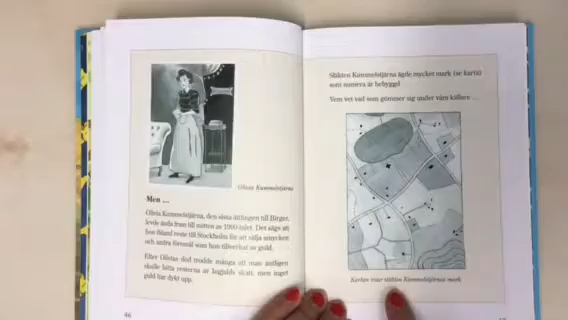 Olivia Kummelstjärna
Men ...
Olivia Kummelstjärna, den sista ättlingen till Birger,
levde ända fram till mitten av 1900-talet. Det sägs att
hon ibland reste till Stockholm för att sälja smycken
och andra föremål som hon tillverkat av guld.
Efter Olivias död trodde många att man äntligen
skulle hitta resterna av Ingjalds skatt, men inget
guld har dykt upp.
46
Släkten Kummelstjärna ägde mycket mark (se karta)
som numera är bebyggd.
Vem vet vad som gömmer sig under våra källare ...
Kartan visar släkten Kummelstjärnas mark.